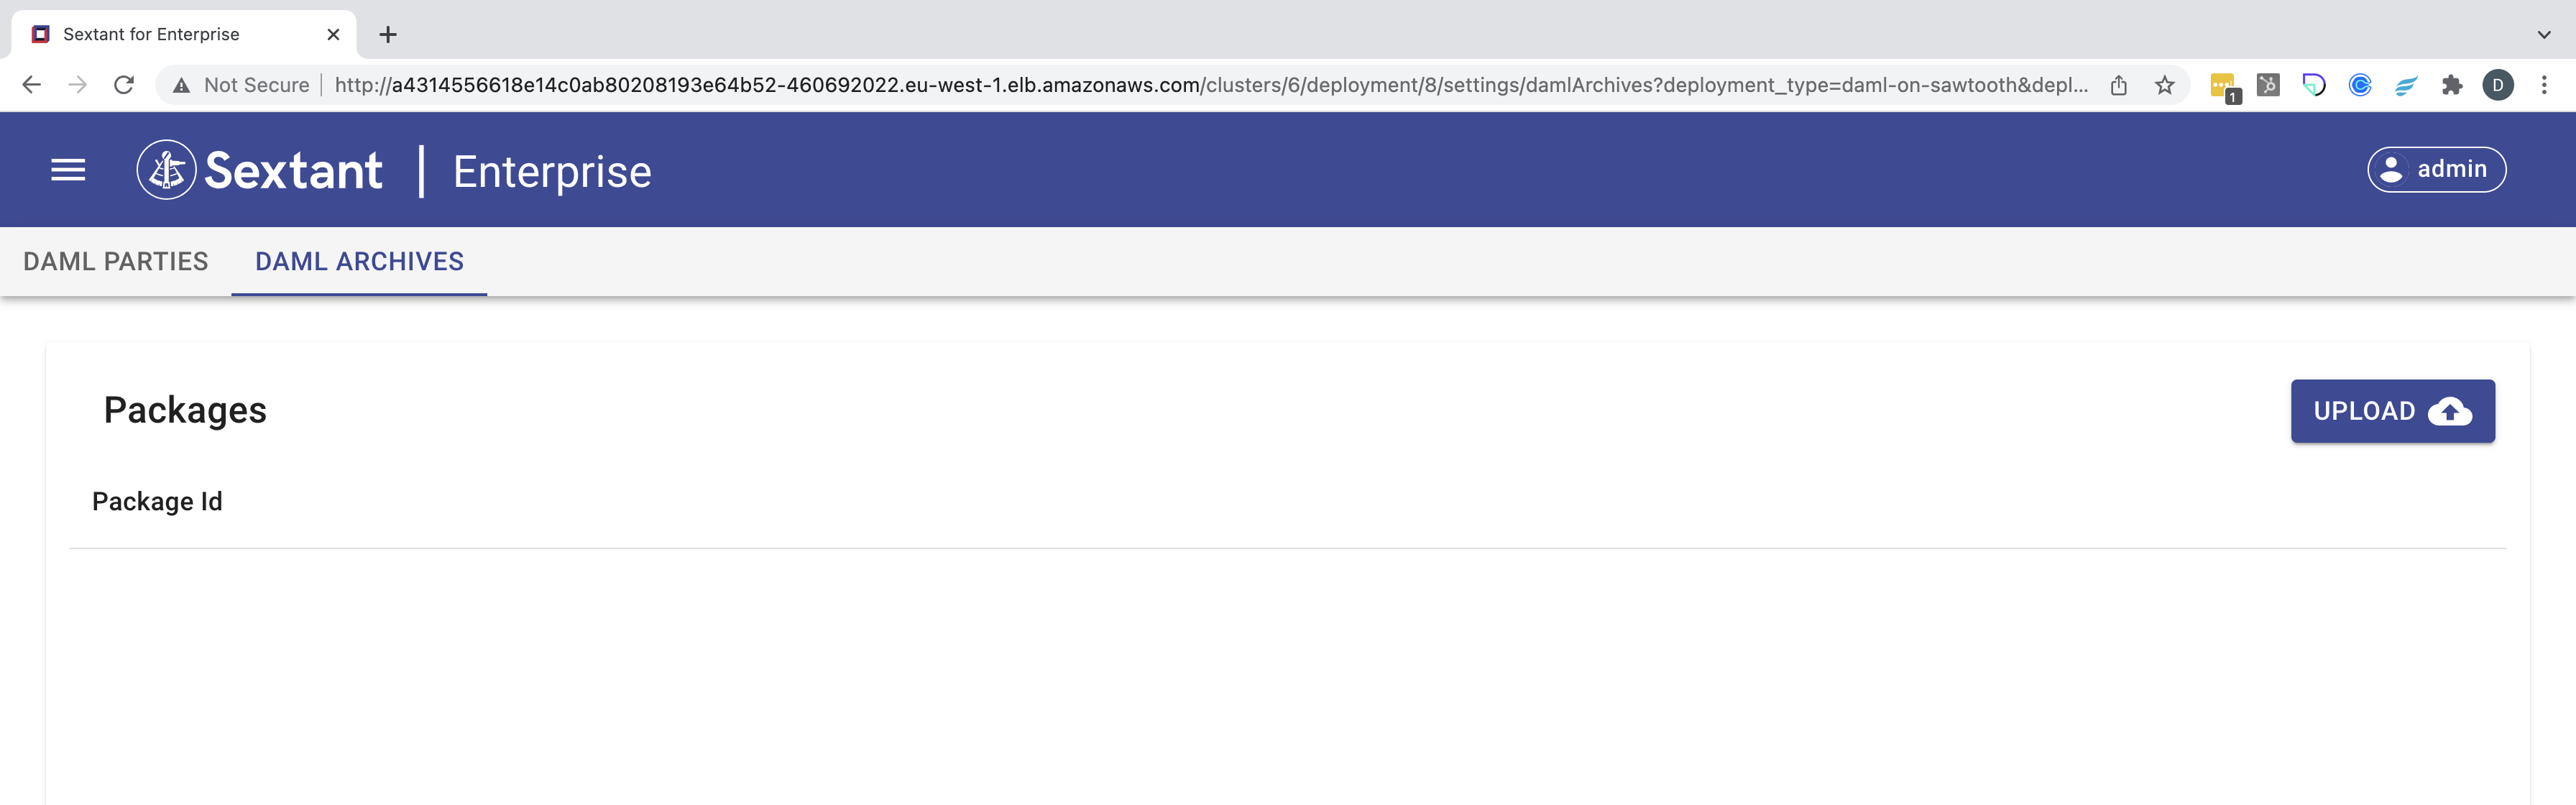 Sextant for Enterprise
Not Secure | http://a4314556618e14c0ab80208193e64b52-460692022.eu-west-1.elb.amazonaws.com/clusters/6/deployment/8/settings/damlArchives?deployment_type=daml-on-sawtooth&depl... 1 D
Sextant | Enterprise admin
DAML PARTIES DAML ARCHIVES
Packages UPLOAD
Package Id